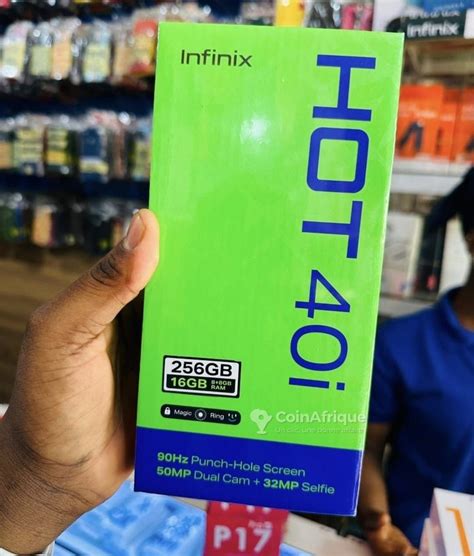 Infinix
HOT 40i
256GB
16GB 8+8GB RAM
Magic Ring
CoinAfrique
90Hz Punch-Hole Screen
50MP Dual Cam + 32MP Selfie
P17
Infinix